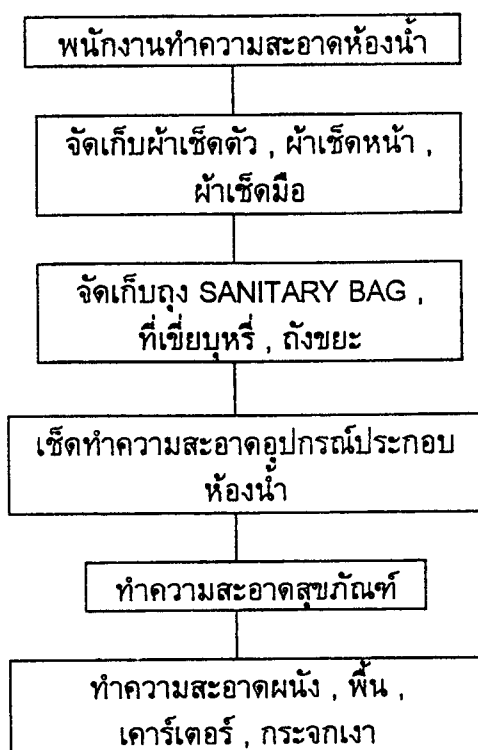 พนักงานทำความสะอาดห้องน้ำ
จัดเก็บผ้าเช็ดตัว , ผ้าเช็ดหน้า ,
ผ้าเช็ดมือ
จัดเก็บถุง SANITARY BAG ,
ที่เขี่ยบุหรี่ , ถังขยะ
เช็ดทำความสะอาดอุปกรณ์ประกอบ
ห้องน้ำ
ทำความสะอาดสุขภัณฑ์
ทำความสะอาดผนัง , พื้น ,
เคาร์เตอร์ , กระจกเงา